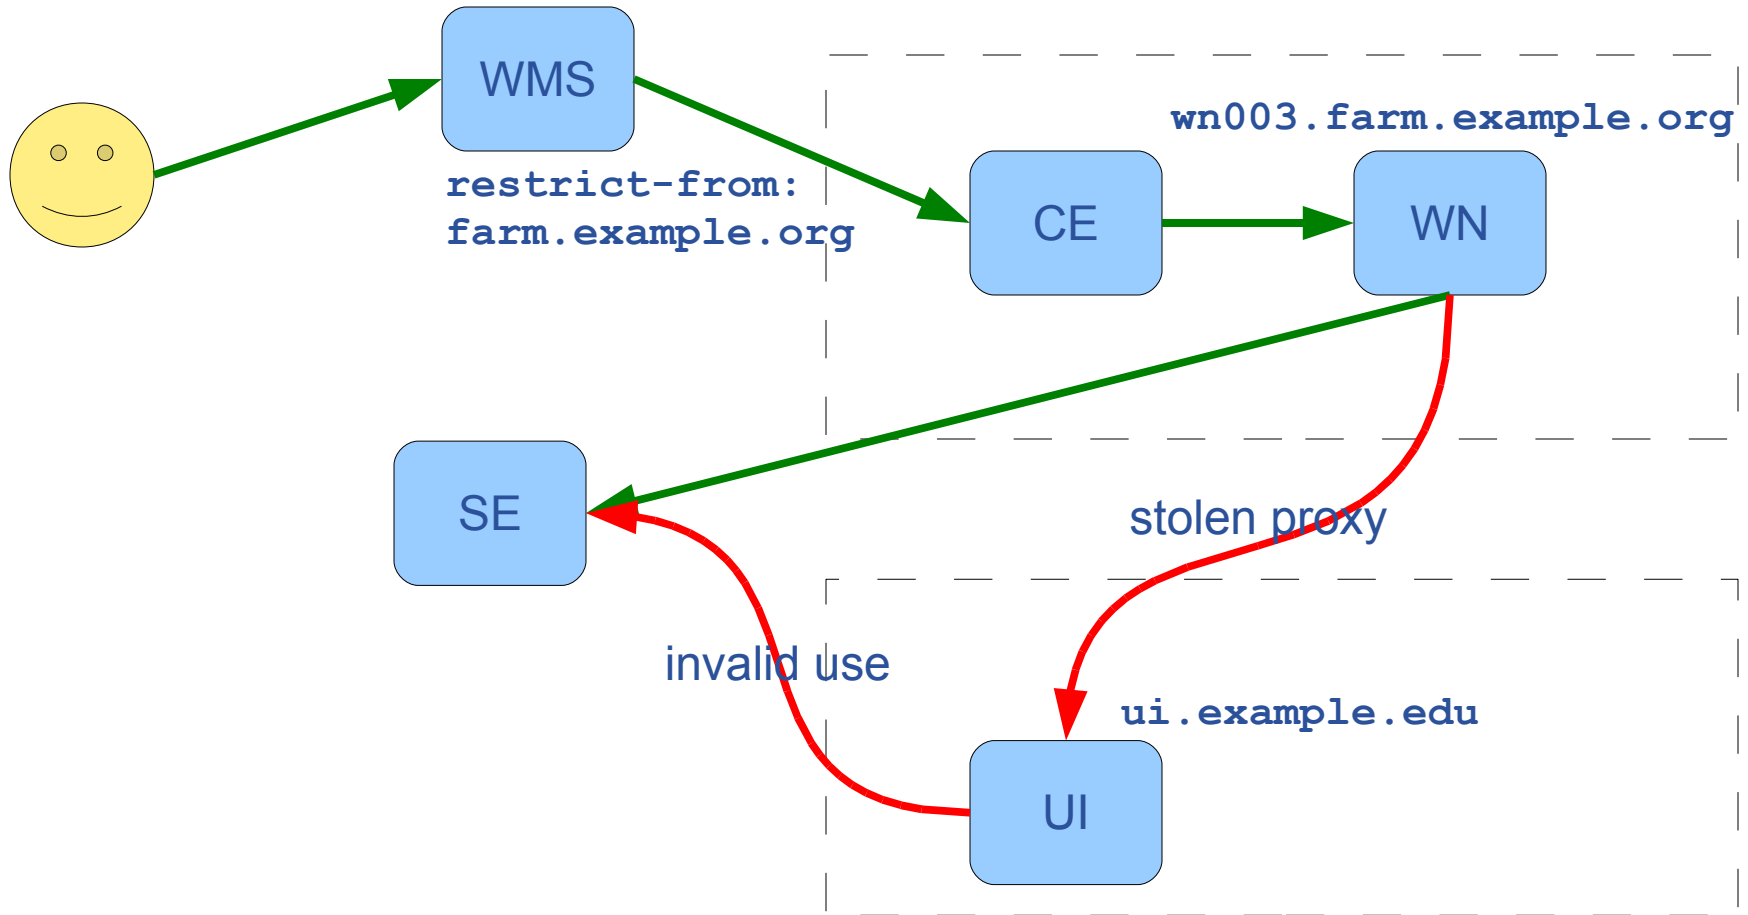 WMS
wn003.farm.example.org
restrict-from:
farm.example.org
CE
WN
SE
stolen proxy
invalid use
ui.example.edu
UI